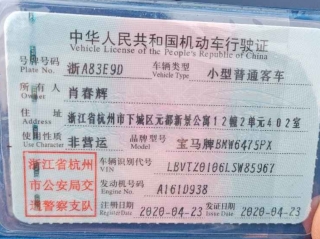 中华人民共和国机动车行驶证
Vehicle License of the People's Republic of China
号牌号码 浙A83E9D 车辆类型 小型普通客车
Plate No. Vehicle Type
所有人 肖春辉
Owner
住址 浙江省杭州市下城区元都新景公寓12幢2单元402室
Address
使用性质 非营运 品牌型号 宝马牌BMW6475PX
Use Character Model
浙江省杭州市公安局交通警察支队
车辆识别代号 LBVTZ0106LSW85967
VIN
发动机号码 A161D938
Engine No.
注册日期 2020-04-23 发证日期 2020-04-23
Register Date Issue Date